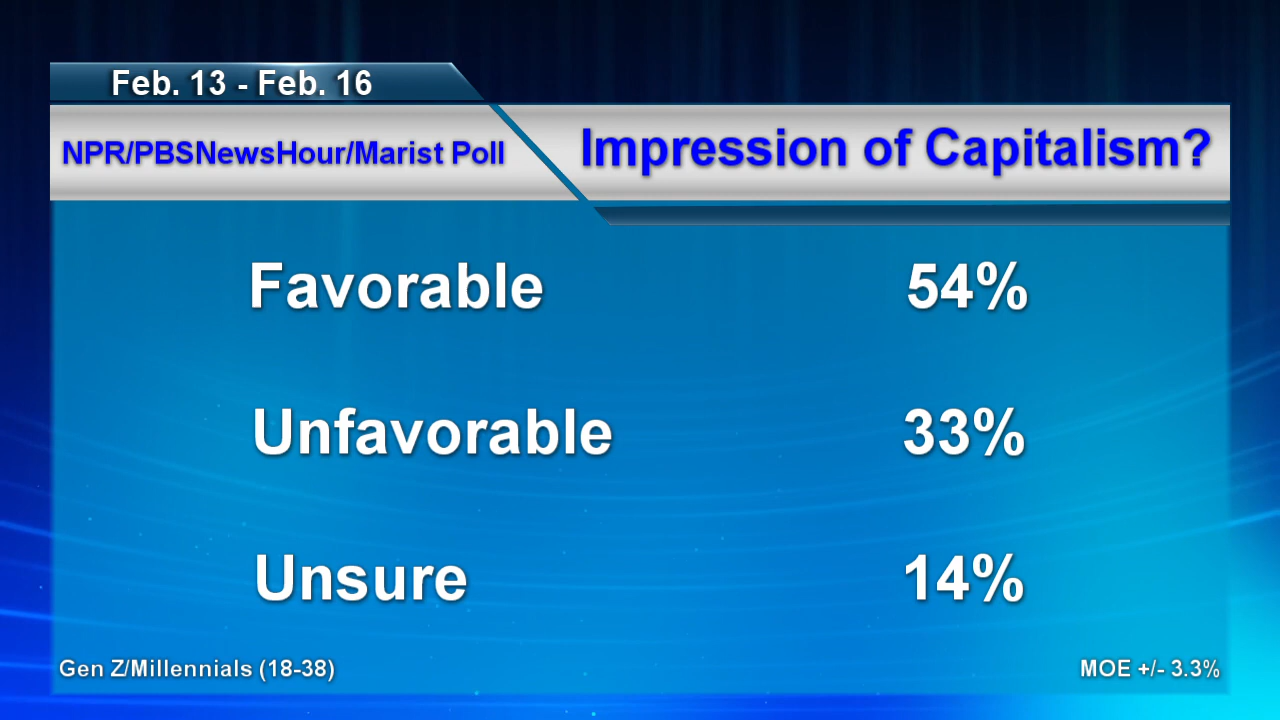 Feb. 13 - Feb. 16
NPR/PBSNewsHour/Marist Poll
Impression of Capitalism?
Favorable 54%
Unfavorable 33%
Unsure 14%
Gen Z/Millennials (18-38)
MOE +/- 3.3%